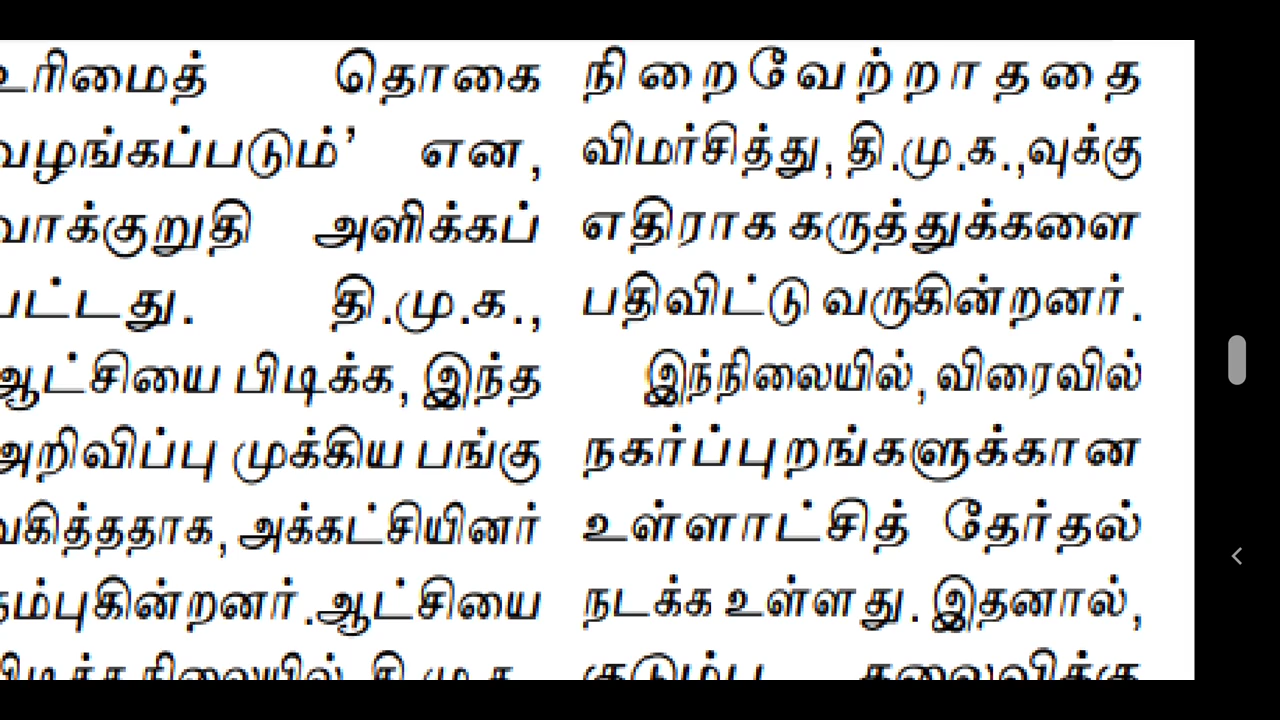 உரிமைத் தொகை
வழங்கப்படும்’ என,
வாக்குறுதி அளிக்கப்
பட்டது. தி.மு.க.,
ஆட்சியை பிடிக்க, இந்த
அறிவிப்பு முக்கிய பங்கு
வகித்ததாக, அக்கட்சியினர்
நம்புகின்றனர்.ஆட்சியை
பிடித்த நிலையில், தி.மு.க.,
நிறைவேற்றாததை
விமர்சித்து, தி.மு.க.,வுக்கு
எதிராக கருத்துக்களை
பதிவிட்டு வருகின்றனர்.
இந்நிலையில், விரைவில்
நகர்ப்புறங்களுக்கான
உள்ளாட்சித் தேர்தல்
நடக்க உள்ளது. இதனால்,
குடும்ப தலைவிக்கு